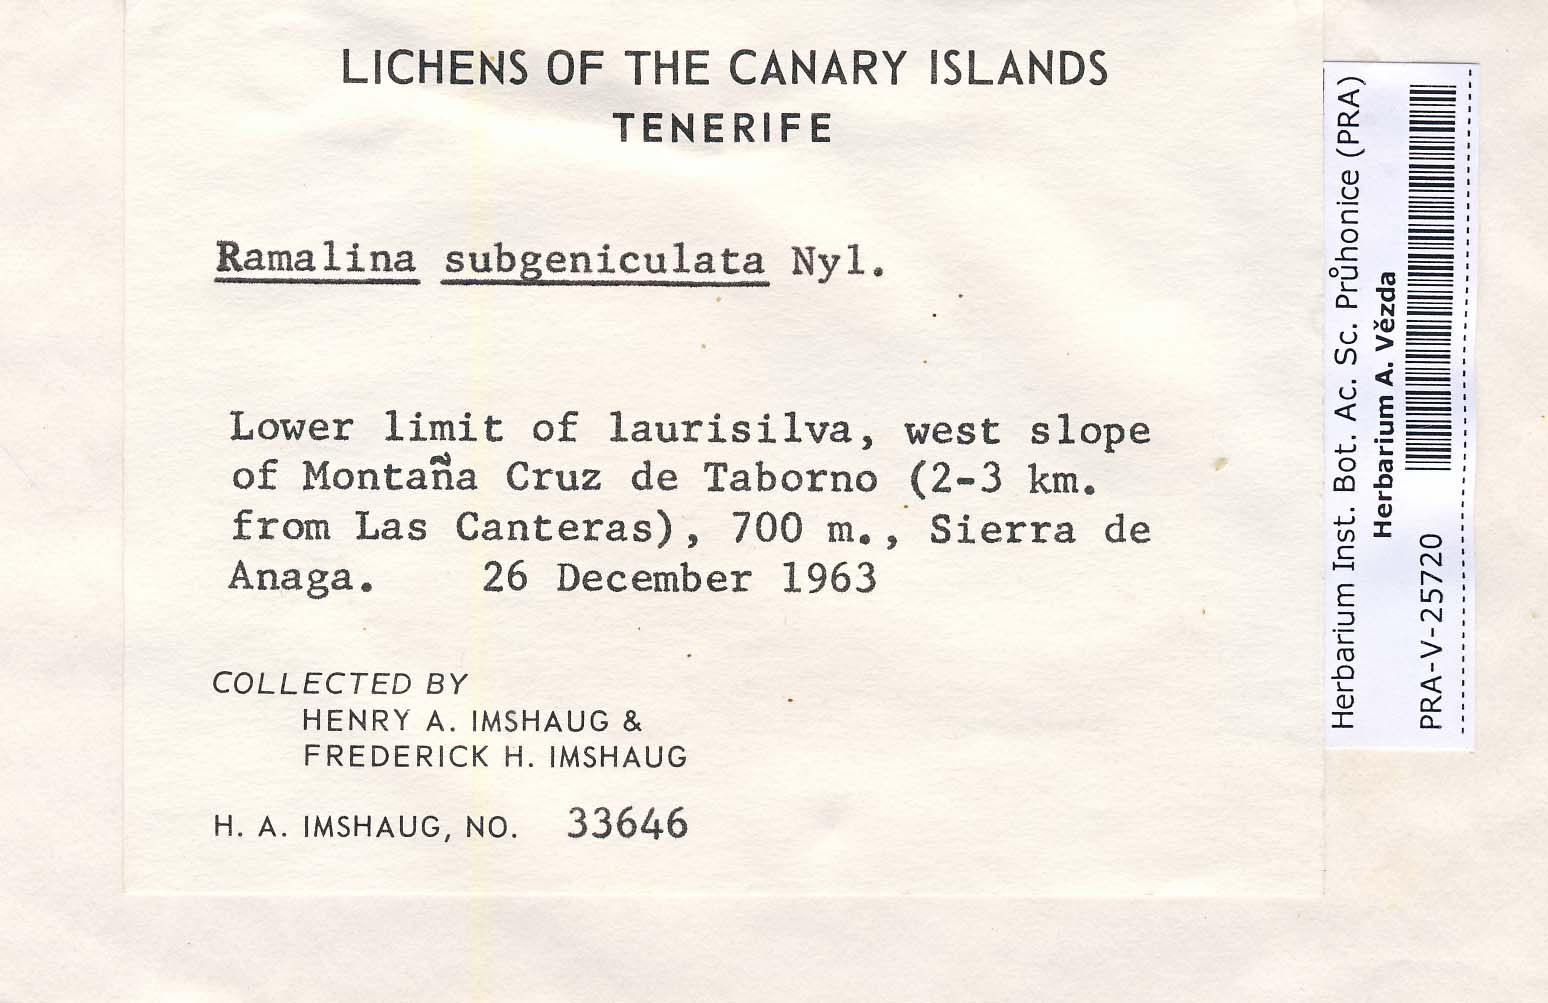 LICHENS OF THE CANARY ISLANDS
TENERIFE
Ramalina subgeniculata Nyl.
Lower limit of laurisilva, west slope
of Montaña Cruz de Taborno (2-3 km.
from Las Canteras), 700 m., Sierra de
Anaga. 26 December 1963
COLLECTED BY
HENRY A. IMSHAUG &
FREDERICK H. IMSHAUG
H. A. IMSHAUG, NO. 33646
Herbarium Inst. Bot. Ac. Sc. Průhonice (PRA)
Herbarium A. Vězda
PRA-V-25720